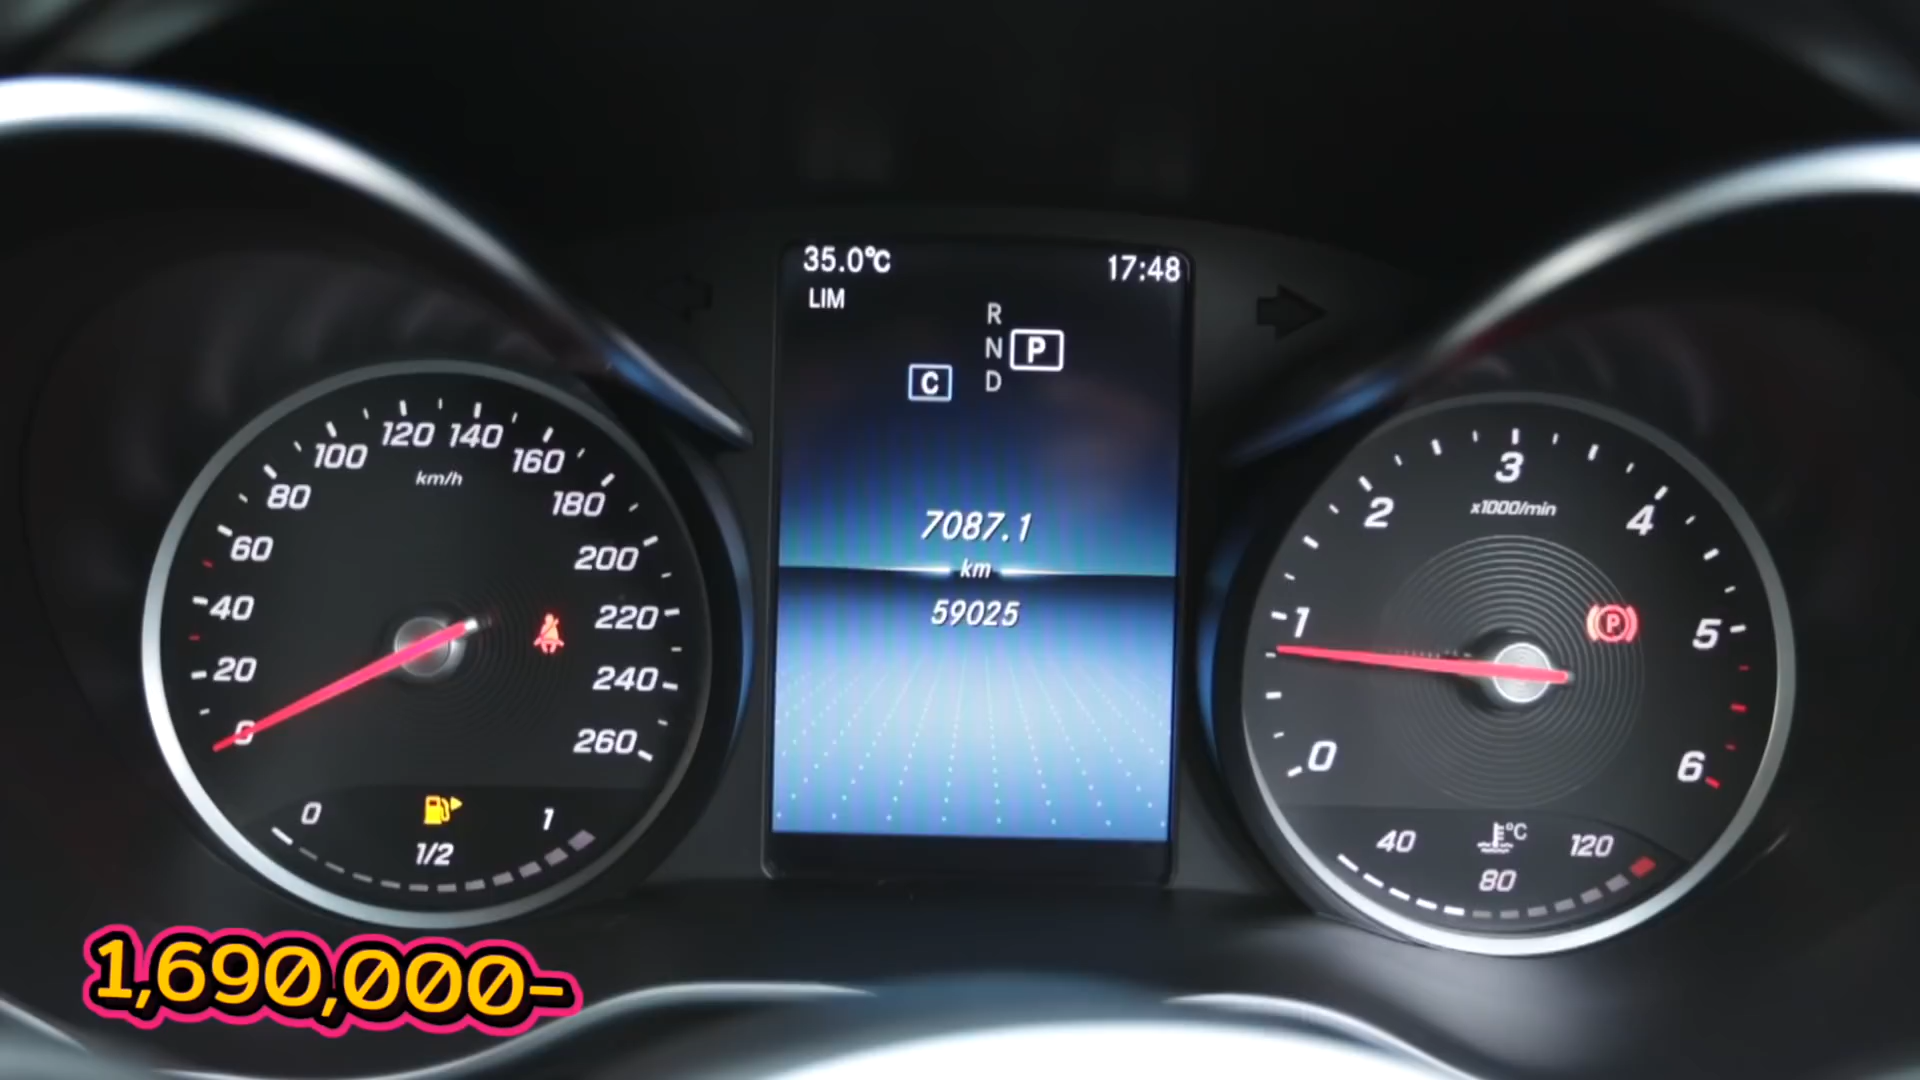 35.0°C 17:48
LIM
R
N P
C D
7087.1
km
59025
0 20 40 60 80 100 120 140 160 180 200 220 240 260
km/h
0 1/2 1
0 1 2 3 4 5 6
x1000/min
P
40 80 120
°C
1,690,000-